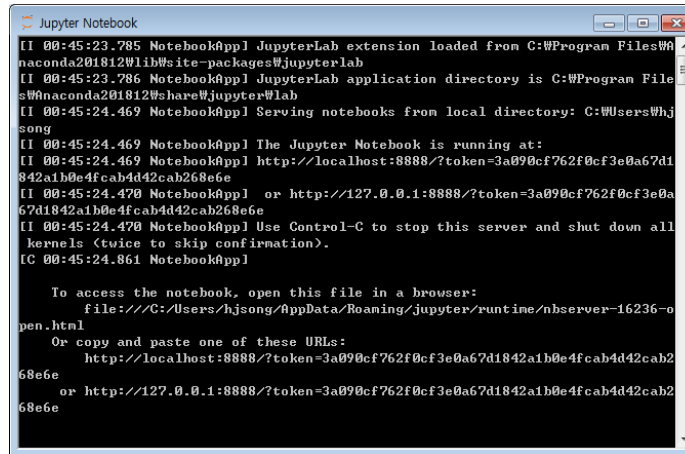 Jupyter Notebook
[I 00:45:23.785 NotebookApp] JupyterLab extension loaded from C:₩Program Files₩A
naconda201812₩lib₩site-packages₩jupyterlab
[I 00:45:23.786 NotebookApp] JupyterLab application directory is C:₩Program File
s₩Anaconda201812₩share₩jupyter₩lab
[I 00:45:24.469 NotebookApp] Serving notebooks from local directory: C:₩Users₩hj
song
[I 00:45:24.469 NotebookApp] The Jupyter Notebook is running at:
[I 00:45:24.469 NotebookApp] http://localhost:8888/?token=3a090cf762f0cf3e0a67d1
842a1b0e4fcab4d42cab268e6e
[I 00:45:24.470 NotebookApp]  or http://127.0.0.1:8888/?token=3a090cf762f0cf3e0a
67d1842a1b0e4fcab4d42cab268e6e
[I 00:45:24.470 NotebookApp] Use Control-C to stop this server and shut down all
 kernels (twice to skip confirmation).
[C 00:45:24.861 NotebookApp]
    To access the notebook, open this file in a browser:
        file:///C:/Users/hjsong/AppData/Roaming/jupyter/runtime/nbserver-16236-o
pen.html
    Or copy and paste one of these URLs:
        http://localhost:8888/?token=3a090cf762f0cf3e0a67d1842a1b0e4fcab4d42cab2
68e6e
     or http://127.0.0.1:8888/?token=3a090cf762f0cf3e0a67d1842a1b0e4fcab4d42cab2
68e6e